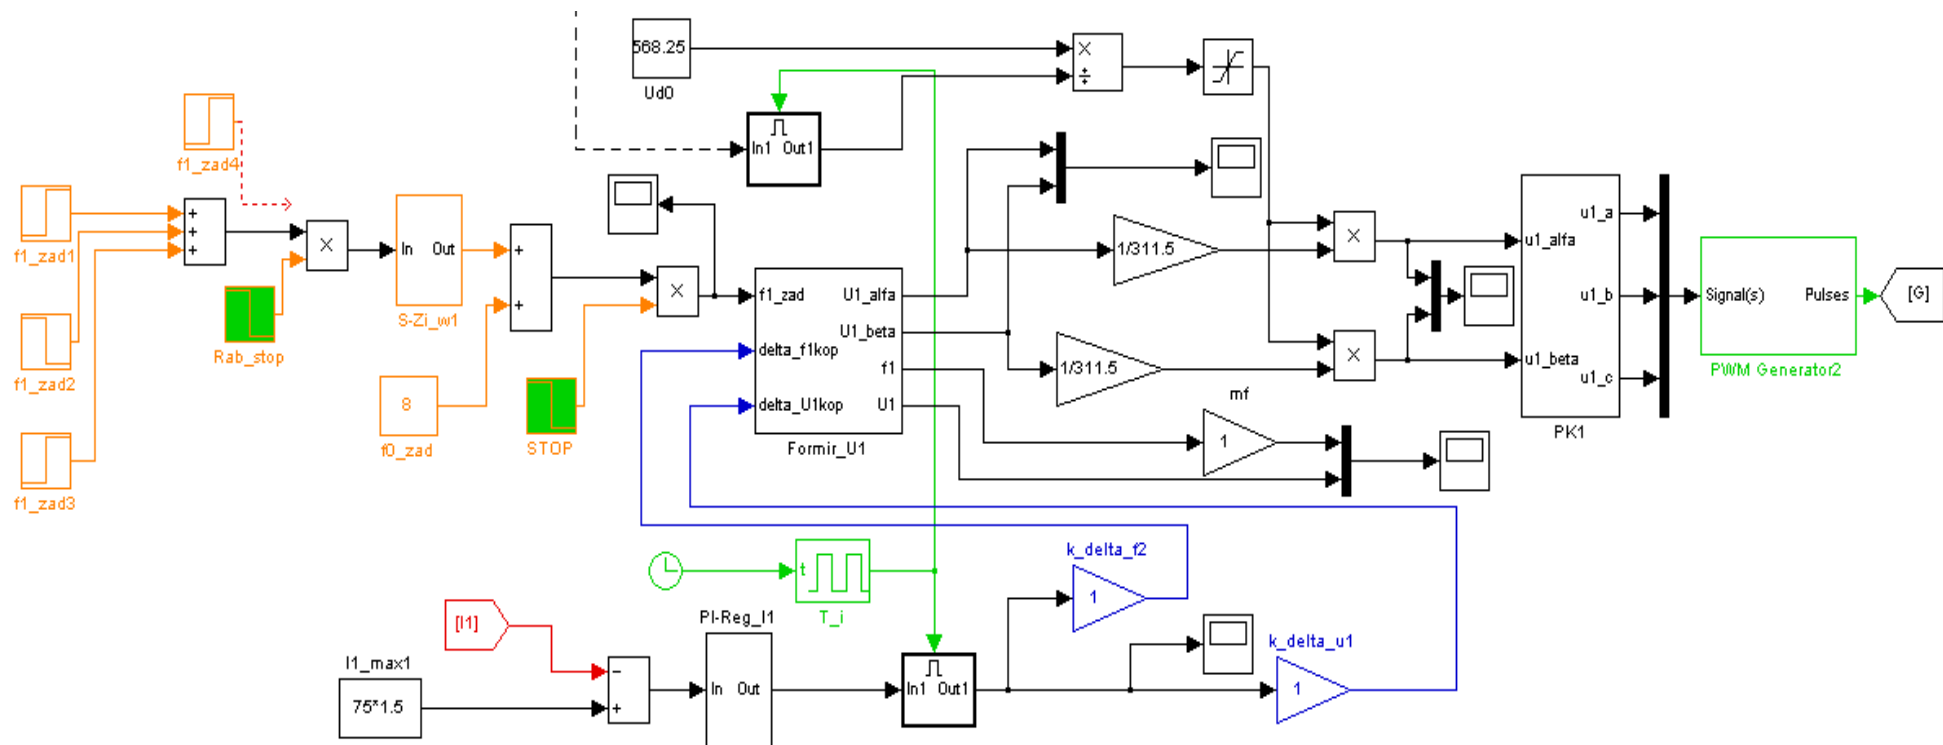 568.25
Ud0
×
÷
f1_zad4
In1 Out1
f1_zad1
+
+
+
×
Rab_stop
In Out
S-Zi_w1
+
+
×
f1_zad2
8
f0_zad
STOP
f1_zad3
f1_zad
delta_f1kop
delta_U1kop
U1_alfa
U1_beta
f1
U1
Formir_U1
1/311.5
1/311.5
×
×
mf
1
u1_alfa
u1_beta
u1_a
u1_b
u1_c
PK1
Signal(s) Pulses
PWM Generator2
[G]
t
T_i
k_delta_f2
1
k_delta_u1
1
[I1]
I1_max1
75*1.5
-
+
PI-Reg_I1
In Out
In1 Out1